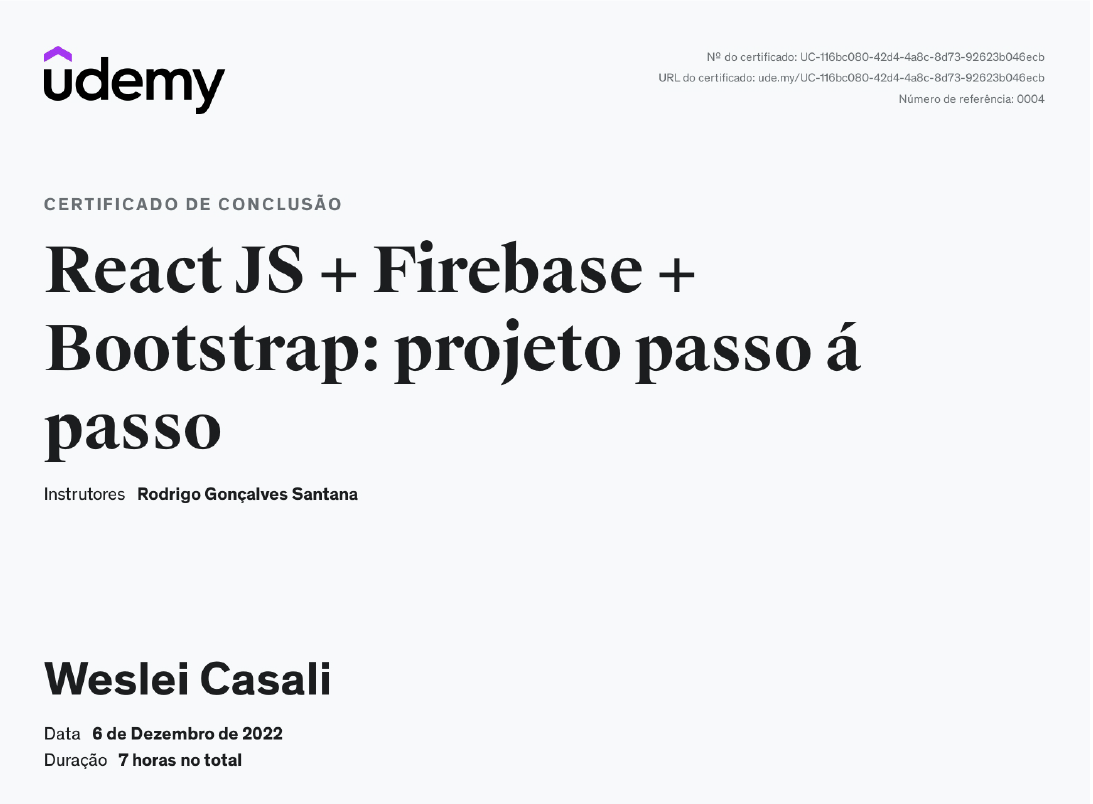 udemy
Nº do certificado: UC-116bc080-42d4-4a8c-8d73-92623b046ecb
URL do certificado: ude.my/UC-116bc080-42d4-4a8c-8d73-92623b046ecb
Número de referência: 0004
CERTIFICADO DE CONCLUSÃO
React JS + Firebase +
Bootstrap: projeto passo á
passo
Instrutores Rodrigo Gonçalves Santana
Weslei Casali
Data 6 de Dezembro de 2022
Duração 7 horas no total